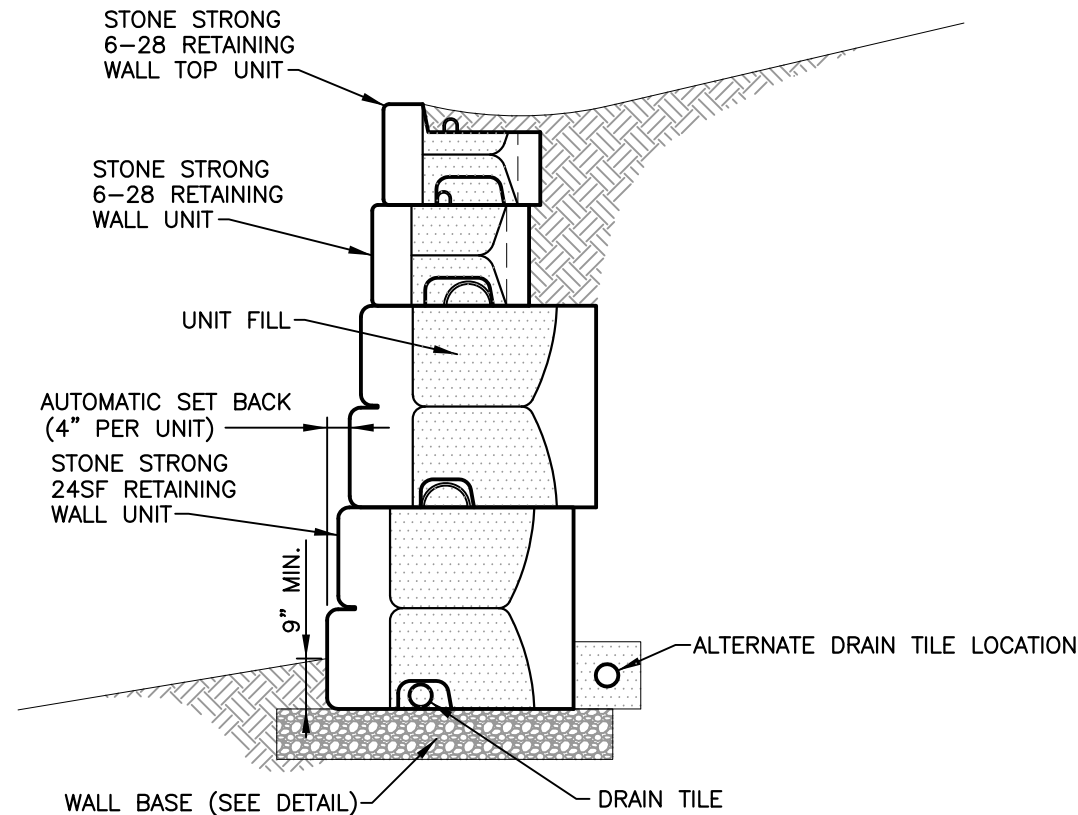 STONE STRONG
6-28 RETAINING
WALL TOP UNIT
STONE STRONG
6-28 RETAINING
WALL UNIT
UNIT FILL
AUTOMATIC SET BACK
(4" PER UNIT)
STONE STRONG
24SF RETAINING
WALL UNIT
9" MIN.
ALTERNATE DRAIN TILE LOCATION
WALL BASE (SEE DETAIL)
DRAIN TILE